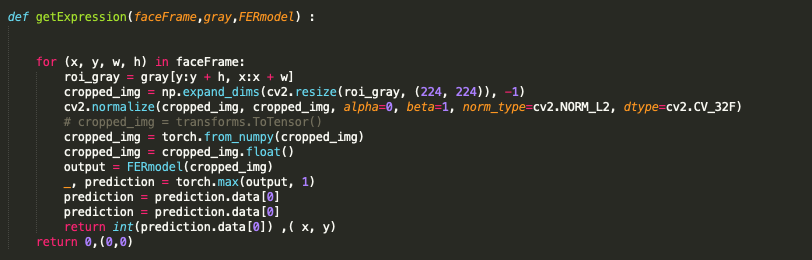 def getExpression(faceFrame,gray,FERmodel) :
for (x, y, w, h) in faceFrame:
roi_gray = gray[y:y + h, x:x + w]
cropped_img = np.expand_dims(cv2.resize(roi_gray, (224, 224)), -1)
cv2.normalize(cropped_img, cropped_img, alpha=0, beta=1, norm_type=cv2.NORM_L2, dtype=cv2.CV_32F)
# cropped_img = transforms.ToTensor()
cropped_img = torch.from_numpy(cropped_img)
cropped_img = cropped_img.float()
output = FERmodel(cropped_img)
_, prediction = torch.max(output, 1)
prediction = prediction.data[0]
prediction = prediction.data[0]
return int(prediction.data[0]) ,( x, y)
return 0,(0,0)